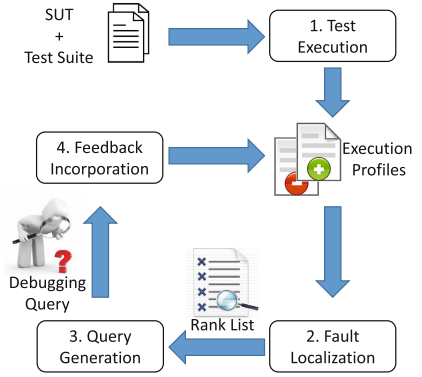 SUT
+
Test Suite
1. Test
Execution
Execution
Profiles
4. Feedback
Incorporation
Debugging
Query
Rank List
3. Query
Generation
2. Fault
Localization